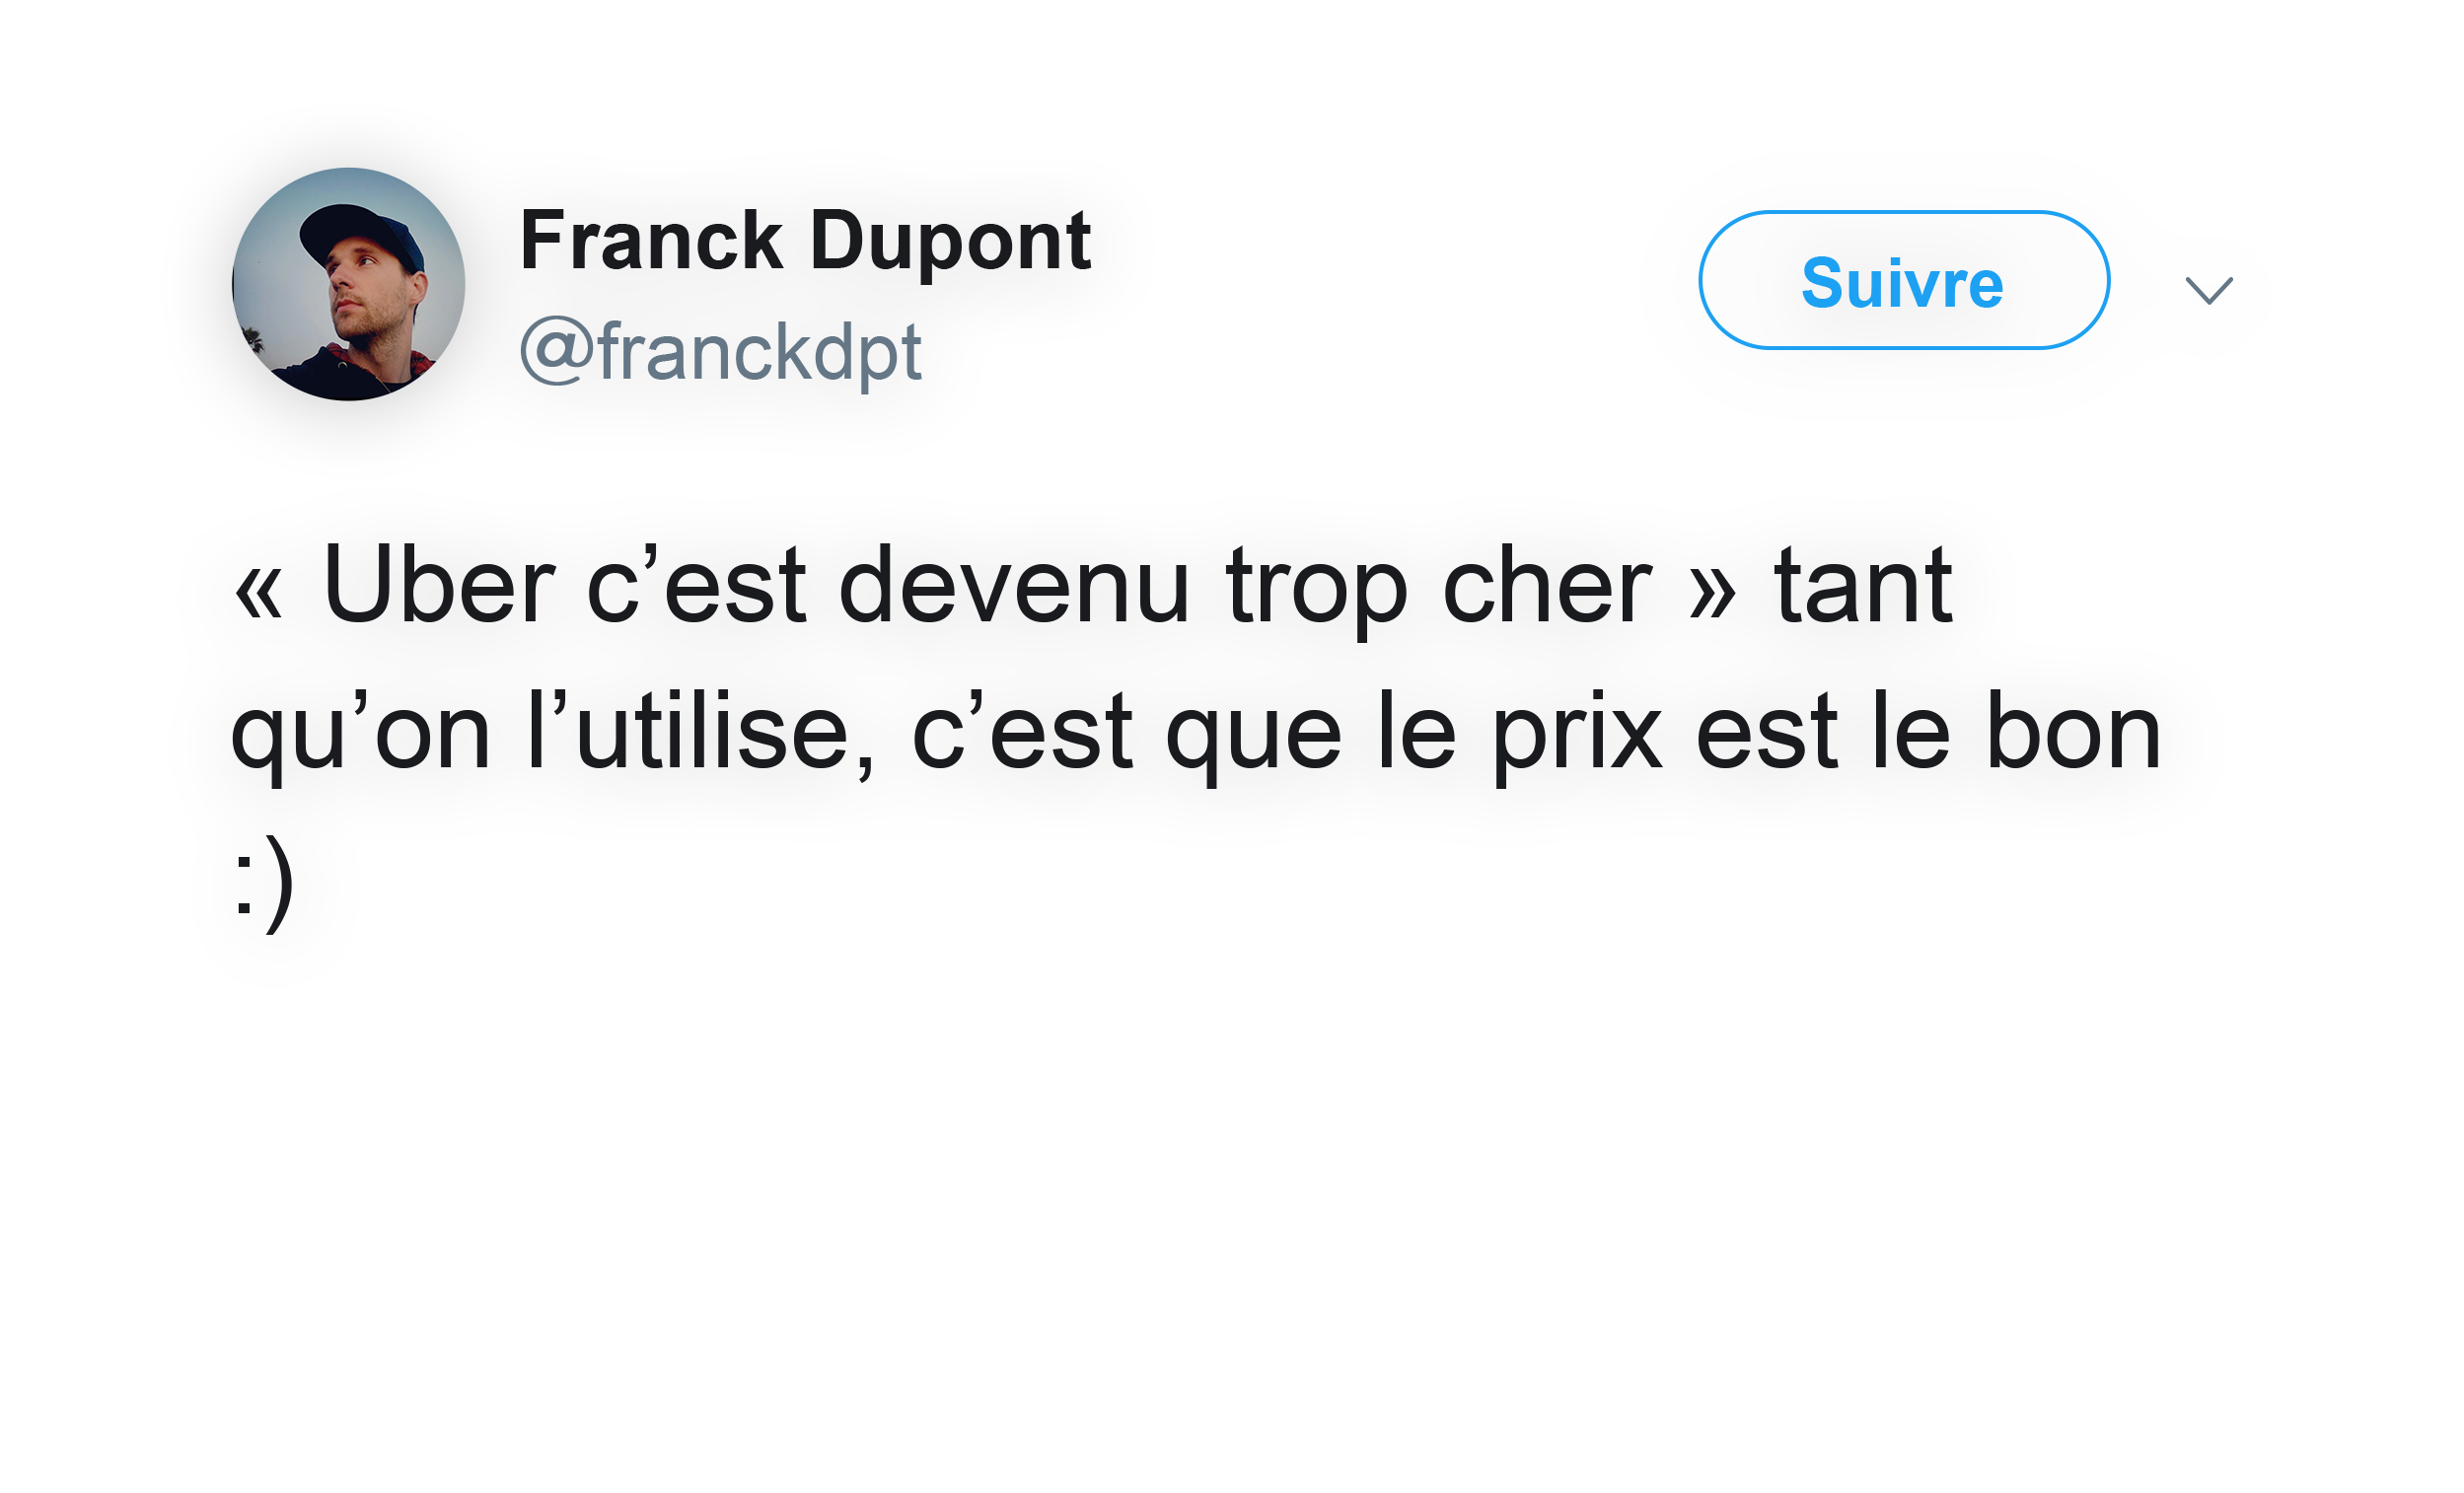 Franck Dupont
@franckdpt
Suivre
« Uber c’est devenu trop cher » tant
qu’on l’utilise, c’est que le prix est le bon
:)